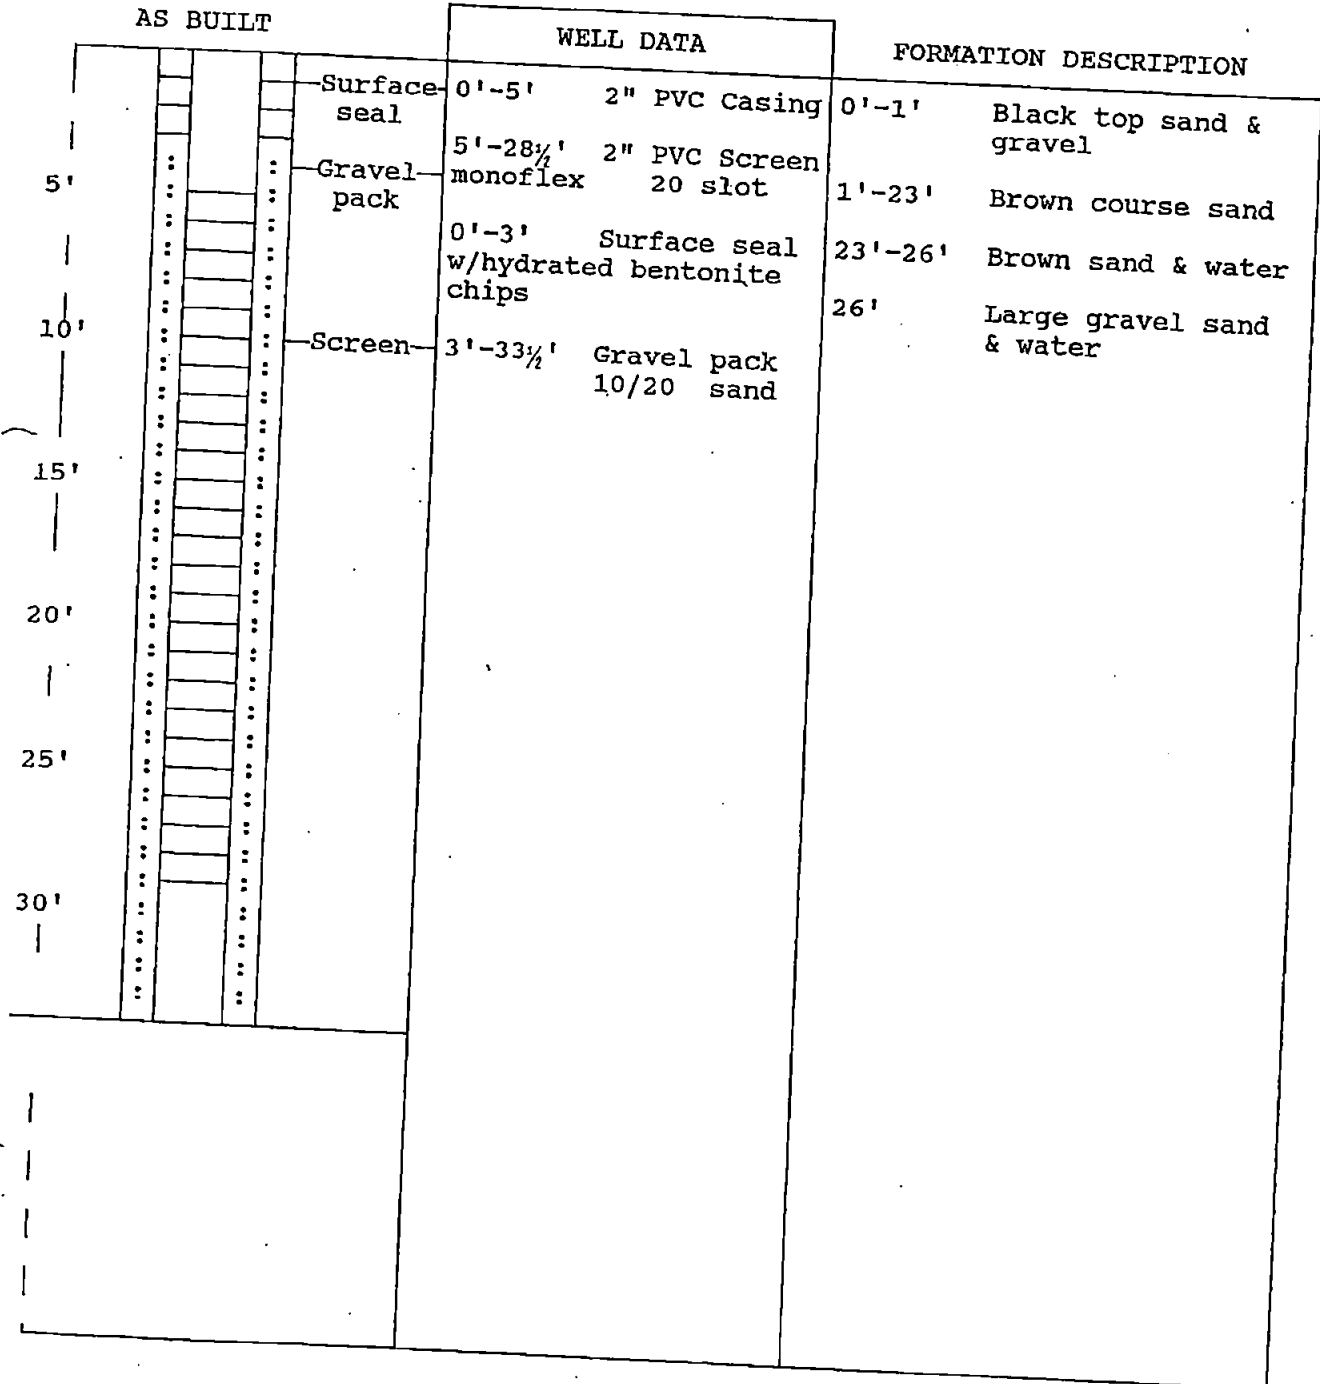 AS BUILT
WELL DATA
FORMATION DESCRIPTION
5'
10'
15'
20'
25'
30'
Surface
seal
Gravel
pack
Screen
0'-5' 2" PVC Casing
5'-28½' 2" PVC Screen
monoflex 20 slot
0'-3' Surface seal
w/hydrated bentonite
chips
3'-33½' Gravel pack
10/20 sand
0'-1' Black top sand &
gravel
1'-23' Brown course sand
23'-26' Brown sand & water
26' Large gravel sand
& water